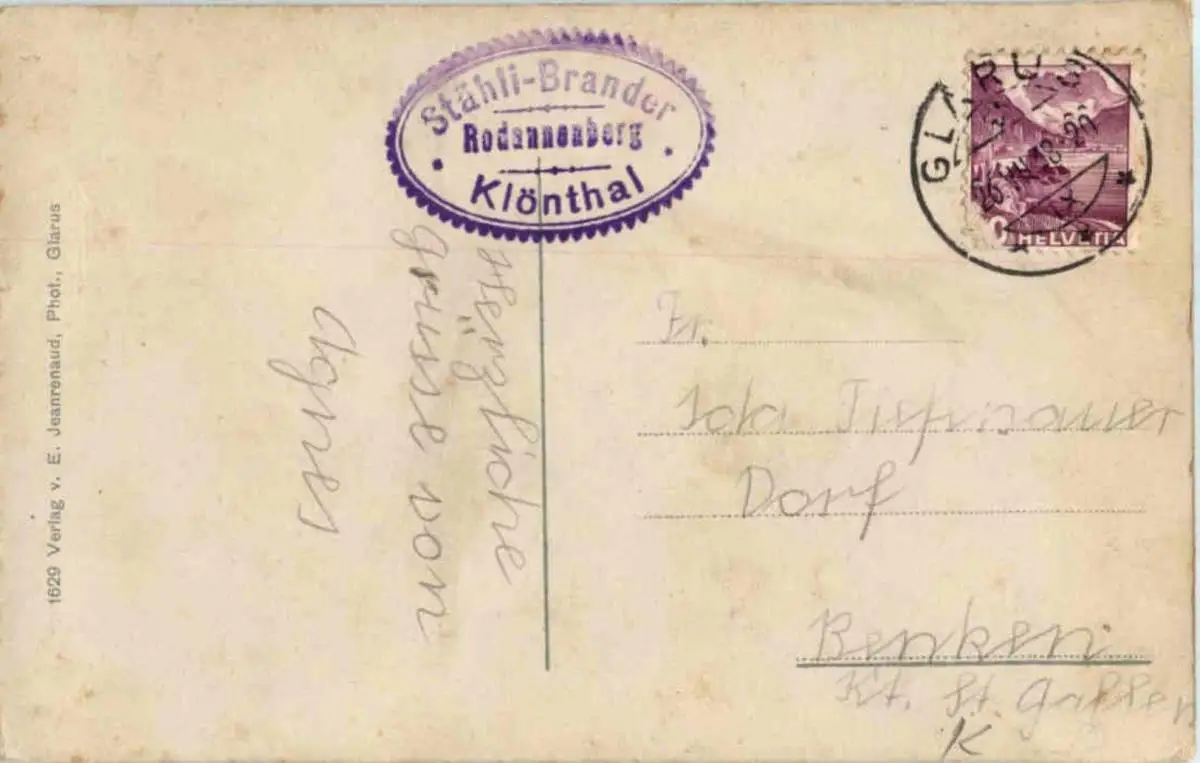 Stähli-Brander
Rodannenberg
Klönthal
GLARUS
HELVETIA
Herzliche
Grüsse von
Agnes
Fr.
Ida
Dorf
Benken
Kt. St. Gallen
K
1629 Verlag v. E. Jeanrenaud, Phot., Glarus